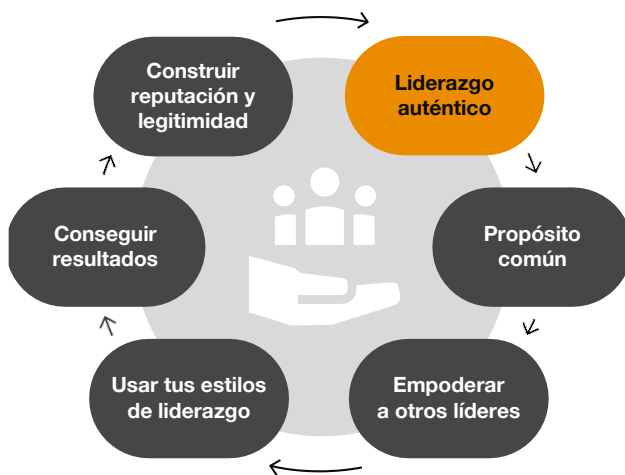 Construir
reputación y
legitimidad
Liderazgo
auténtico
Propósito
común
Empoderar
a otros líderes
Usar tus estilos
de liderazgo
Conseguir
resultados